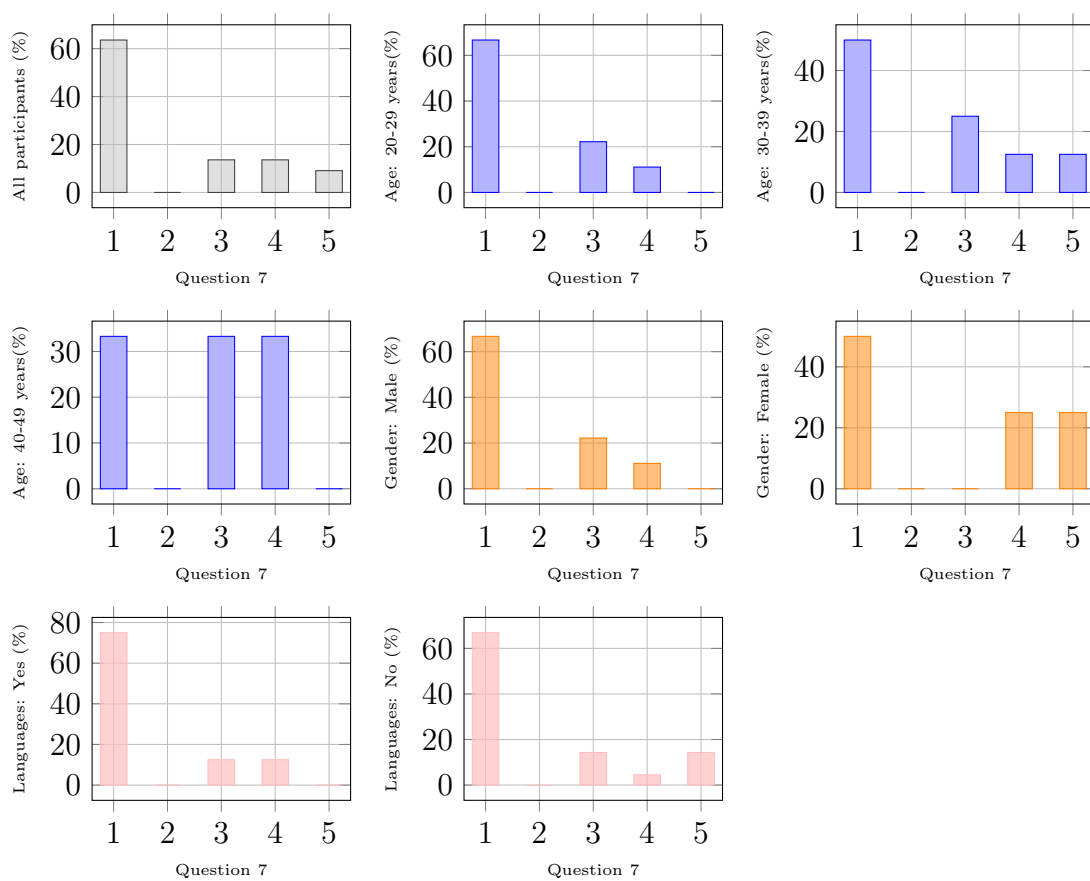 All participants (%)
60
40
20
0
1 2 3 4 5
Question 7
Age: 20-29 years(%)
60
40
20
0
1 2 3 4 5
Question 7
Age: 30-39 years(%)
40
20
0
1 2 3 4 5
Question 7
Age: 40-49 years(%)
30
20
10
0
1 2 3 4 5
Question 7
Gender: Male (%)
60
40
20
0
1 2 3 4 5
Question 7
Gender: Female (%)
40
20
0
1 2 3 4 5
Question 7
Languages: Yes (%)
80
60
40
20
0
1 2 3 4 5
Question 7
Languages: No (%)
60
40
20
0
1 2 3 4 5
Question 7